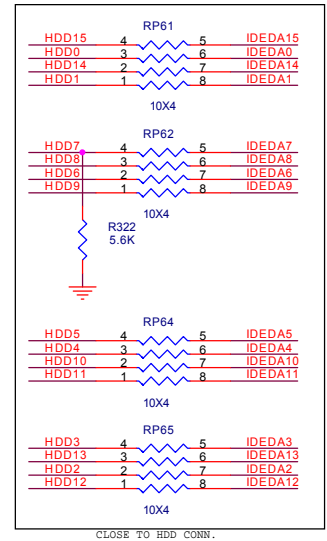 RP61
HDD15 4 5 IDEDA15
HDD0 3 6 IDEDA0
HDD14 2 7 IDEDA14
HDD1 1 8 IDEDA1
10X4
RP62
HDD7 4 5 IDEDA7
HDD8 3 6 IDEDA8
HDD6 2 7 IDEDA6
HDD9 1 8 IDEDA9
10X4
R322
5.6K
RP64
HDD5 4 5 IDEDA5
HDD4 3 6 IDEDA4
HDD10 2 7 IDEDA10
HDD11 1 8 IDEDA11
10X4
RP65
HDD3 4 5 IDEDA3
HDD13 3 6 IDEDA13
HDD2 2 7 IDEDA2
HDD12 1 8 IDEDA12
10X4
CLOSE TO HDD CONN.